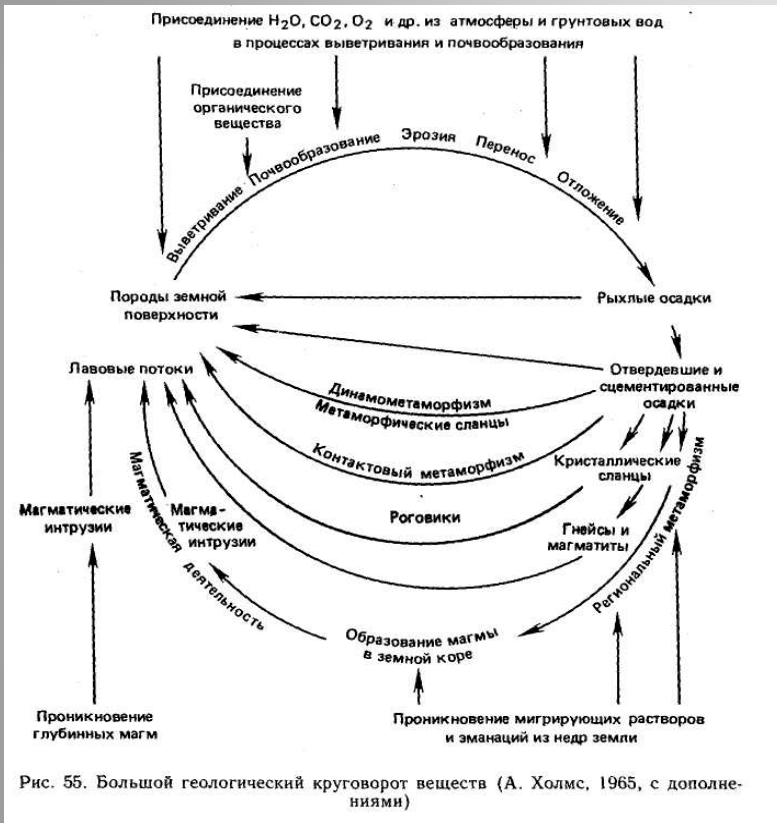 Присоединение H2O, CO2, O2 и др. из атмосферы и грунтовых вод
в процессах выветривания и почвообразования
Присоединение
органического
вещества
Выветривание Почвообразование Эрозия Перенос Отложение
Породы земной
поверхности
Рыхлые осадки
Лавовые потоки
Отвердевшие и
сцементированные
осадки
Динамометаморфизм
Метаморфические сланцы
Контактовый метаморфизм
Кристаллические
сланцы
Роговики
Гнейсы и
магматиты
Региональный метаморфизм
Магматические
интрузии
Магма-
тические
интрузии
Магматическая деятельность
Образование магмы
в земной коре
Проникновение
глубинных магм
Проникновение мигрирующих растворов
и эманаций из недр земли
Рис. 55. Большой геологический круговорот веществ (А. Холмс, 1965, с дополне-
ниями)